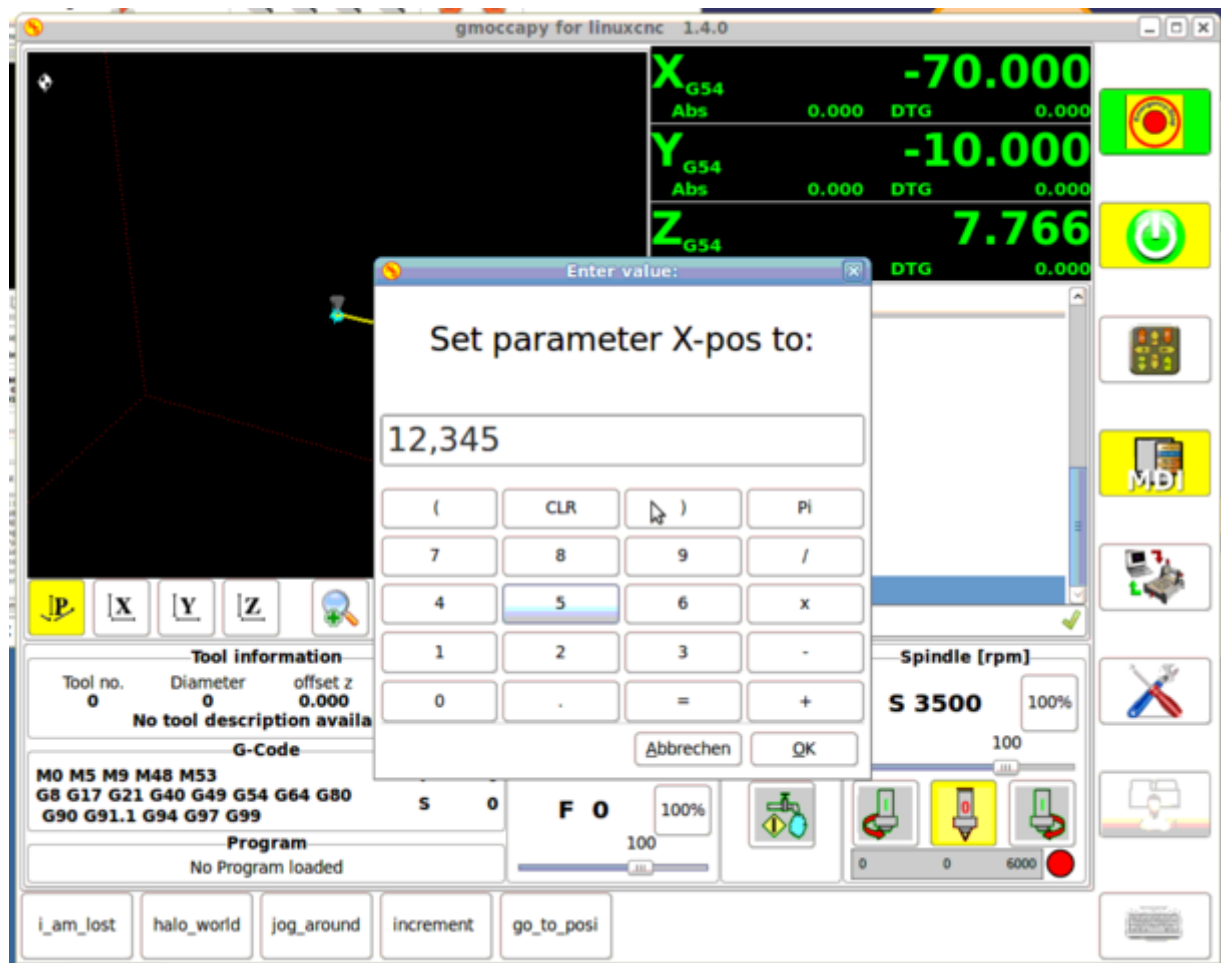 gmoccapy for linuxcnc 1.4.0
X G54 -70.000
Abs 0.000 DTG 0.000
Y G54 -10.000
Abs 0.000 DTG 0.000
Z G54 7.766
DTG 0.000
Enter value:
Set parameter X-pos to:
12,345
( CLR ) Pi
7 8 9 /
4 5 6 x
1 2 3 -
0 . = +
Abbrechen OK
MDI
P X Y Z
Tool information
Tool no. Diameter offset z
0 0 0.000
No tool description availa
G-Code
M0 M5 M9 M48 M53
G8 G17 G21 G40 G49 G54 G64 G80
G90 G91.1 G94 G97 G99
Program
No Program loaded
S 0
F 0 100%
100
Spindle [rpm]
S 3500 100%
100
0 0 6000
i_am_lost halo_world jog_around increment go_to_posi